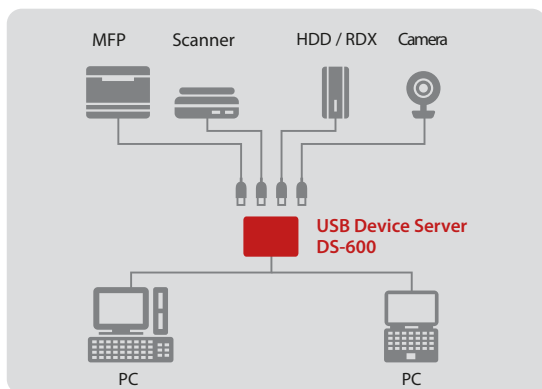 MFP
Scanner
HDD / RDX
Camera
USB Device Server
DS-600
PC
PC